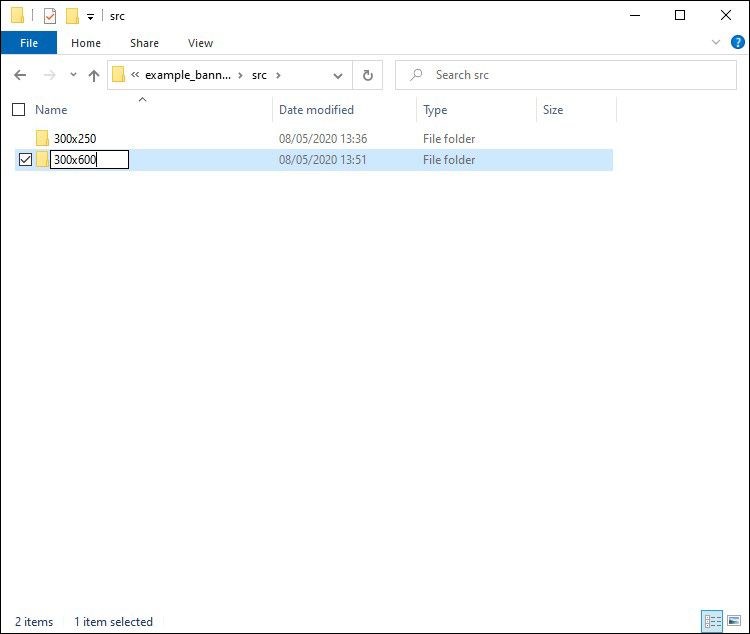 src
File Home Share View
« example_bann... › src › Search src
Name Date modified Type Size
300x250 08/05/2020 13:36 File folder
300x600 08/05/2020 13:51 File folder
2 items 1 item selected